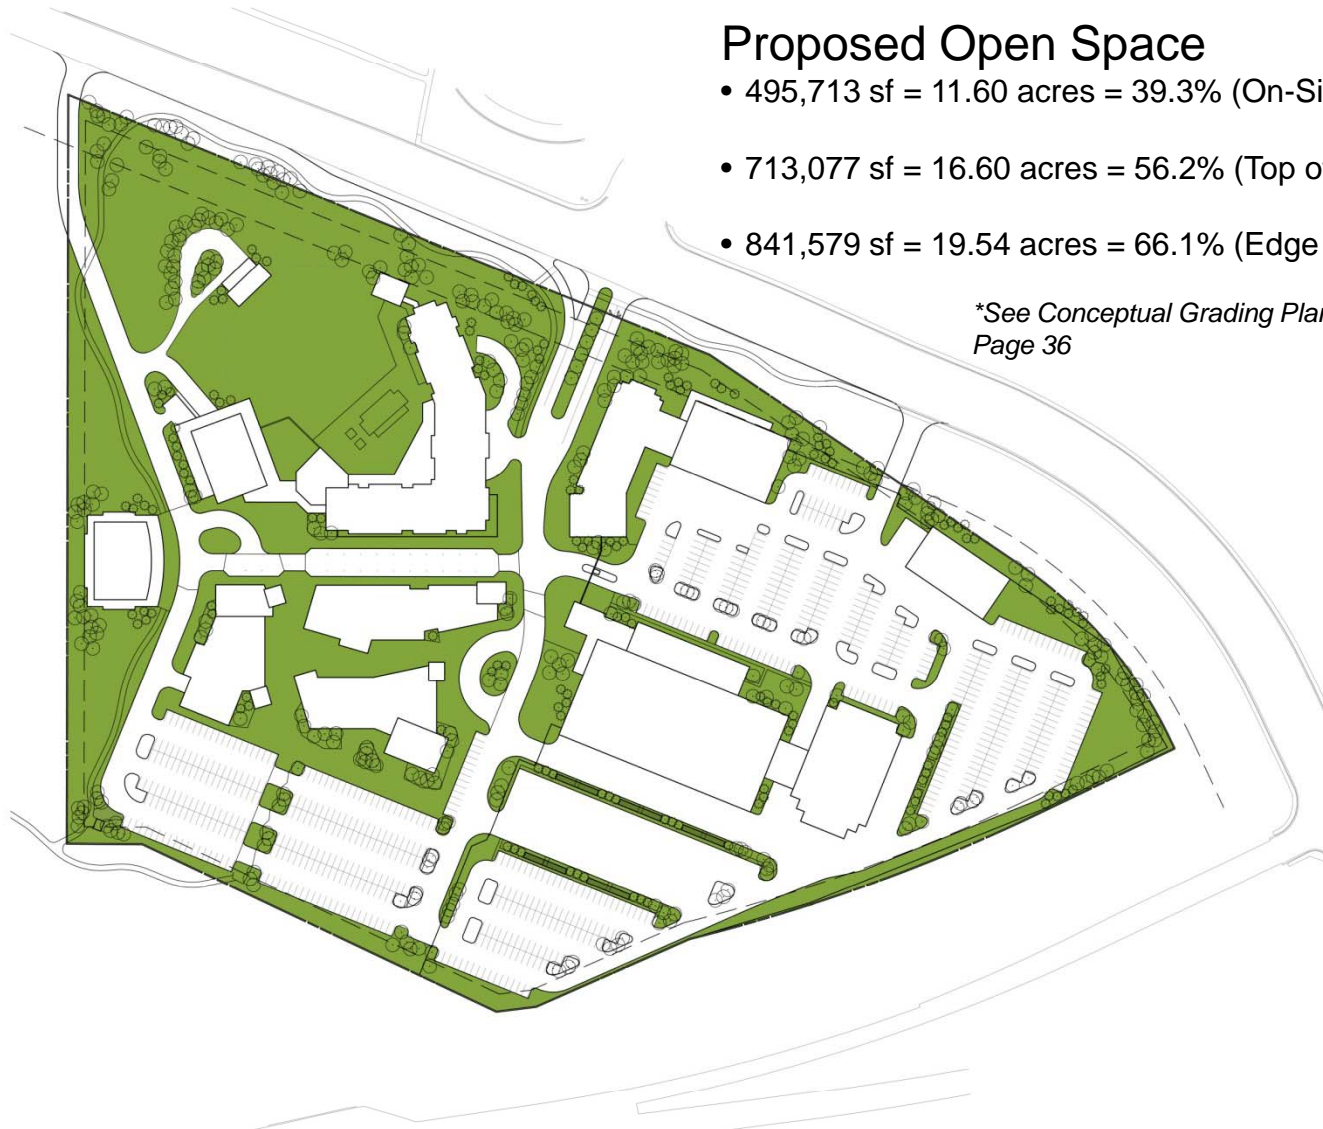 Proposed Open Space
• 495,713 sf = 11.60 acres = 39.3% (On-Si
• 713,077 sf = 16.60 acres = 56.2% (Top o
• 841,579 sf = 19.54 acres = 66.1% (Edge
*See Conceptual Grading Plan
Page 36